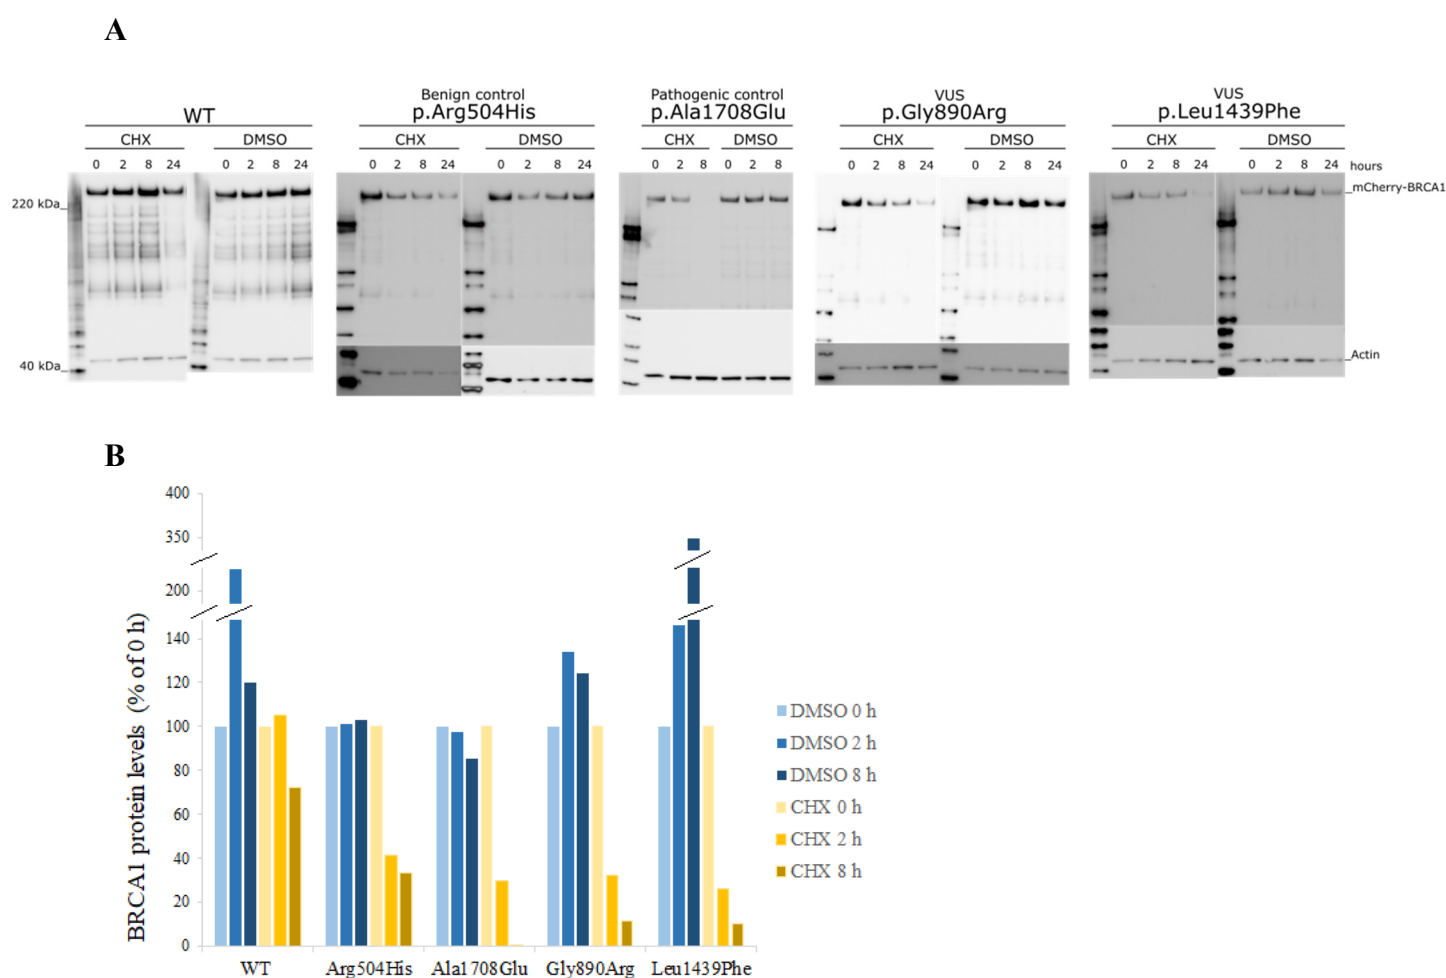 A
WT
Benign control
p.Arg504His
Pathogenic control
p.Ala1708Glu
VUS
p.Gly890Arg
VUS
p.Leu1439Phe
CHX DMSO CHX DMSO CHX DMSO CHX DMSO CHX DMSO
0 2 8 24 0 2 8 24 0 2 8 24 0 2 8 24 0 2 8 0 2 8 0 2 8 24 0 2 8 24 0 2 8 24 0 2 8 24 hours
220 kDa
mCherry-BRCA1
40 kDa
Actin
B
BRCA1 protein levels (% of 0 h)
400
350
200
140
120
100
80
60
40
20
0
WT Arg504His Ala1708Glu Gly890Arg Leu1439Phe
DMSO 0 h
DMSO 2 h
DMSO 8 h
CHX 0 h
CHX 2 h
CHX 8 h